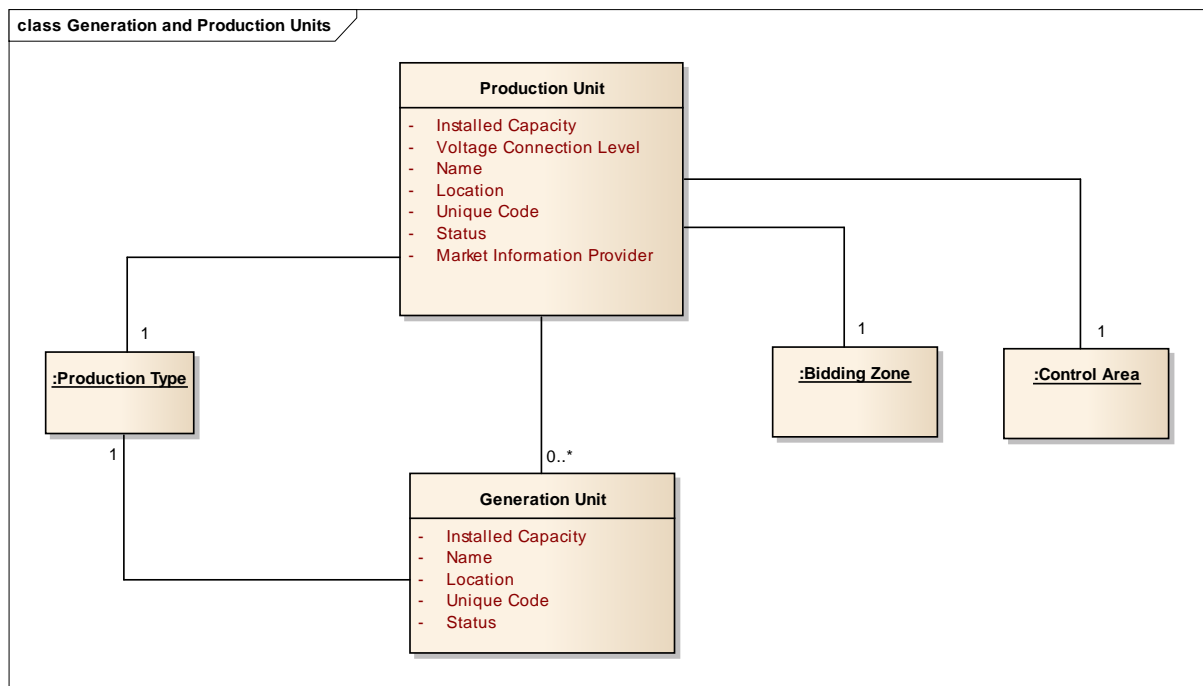 class Generation and Production Units
Production Unit
- Installed Capacity
- Voltage Connection Level
- Name
- Location
- Unique Code
- Status
- Market Information Provider
1
1
1
:Production Type
:Bidding Zone
:Control Area
1
0..*
Generation Unit
- Installed Capacity
- Name
- Location
- Unique Code
- Status